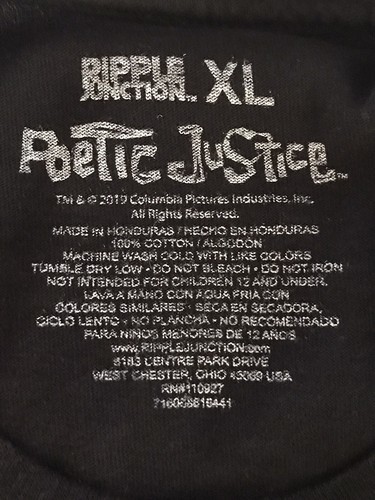 RIPPLE
JUNCTION™ XL
Poetic Justice™
TM & © 2019 Columbia Pictures Industries, Inc.
All Rights Reserved.
MADE IN HONDURAS / HECHO EN HONDURAS
100% COTTON / ALGODÓN
MACHINE WASH COLD WITH LIKE COLORS
TUMBLE DRY LOW • DO NOT BLEACH • DO NOT IRON
NOT INTENDED FOR CHILDREN 12 AND UNDER.
LAVA A MANO CON AGUA FRIA CON
COLORES SIMILARES • SECA EN SECADORA,
CICLO LENTO • NO PLANCHA • NO RECOMENDADO
PARA NIÑOS MENORES DE 12 AÑOS
www.RIPPLEJUNCTION.com
CENTRE PARK DRIVE
WEST CHESTER, OHIO 45069 USA
RN#110927